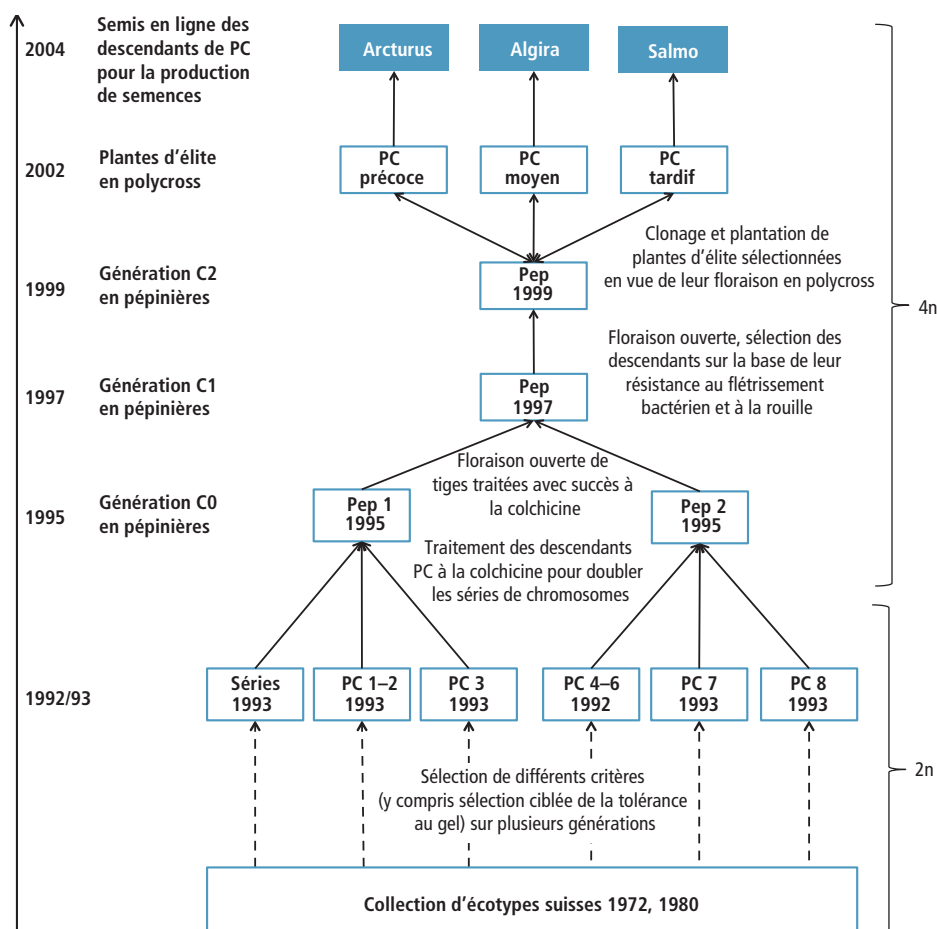 2004
Semis en ligne des
descendants de PC
pour la production
de semences
Arcturus
Algira
Salmo
2002
Plantes d'élite
en polycross
PC
précoce
PC
moyen
PC
tardif
Clonage et plantation de
plantes d'élite sélectionnées
en vue de leur floraison en polycross
1999
Génération C2
en pépinières
Pep
1999
4n
Floraison ouverte, sélection des
descendants sur la base de leur
résistance au flétrissement
bactérien et à la rouille
1997
Génération C1
en pépinières
Pep
1997
Floraison ouverte de
tiges traitées avec succès à
la colchicine
1995
Génération C0
en pépinières
Pep 1
1995
Pep 2
1995
Traitement des descendants
PC à la colchicine pour doubler
les séries de chromosomes
1992/93
Séries
1993
PC 1–2
1993
PC 3
1993
PC 4–6
1992
PC 7
1993
PC 8
1993
2n
Sélection de différents critères
(y compris sélection ciblée de la tolérance
au gel) sur plusieurs générations
Collection d'écotypes suisses 1972, 1980